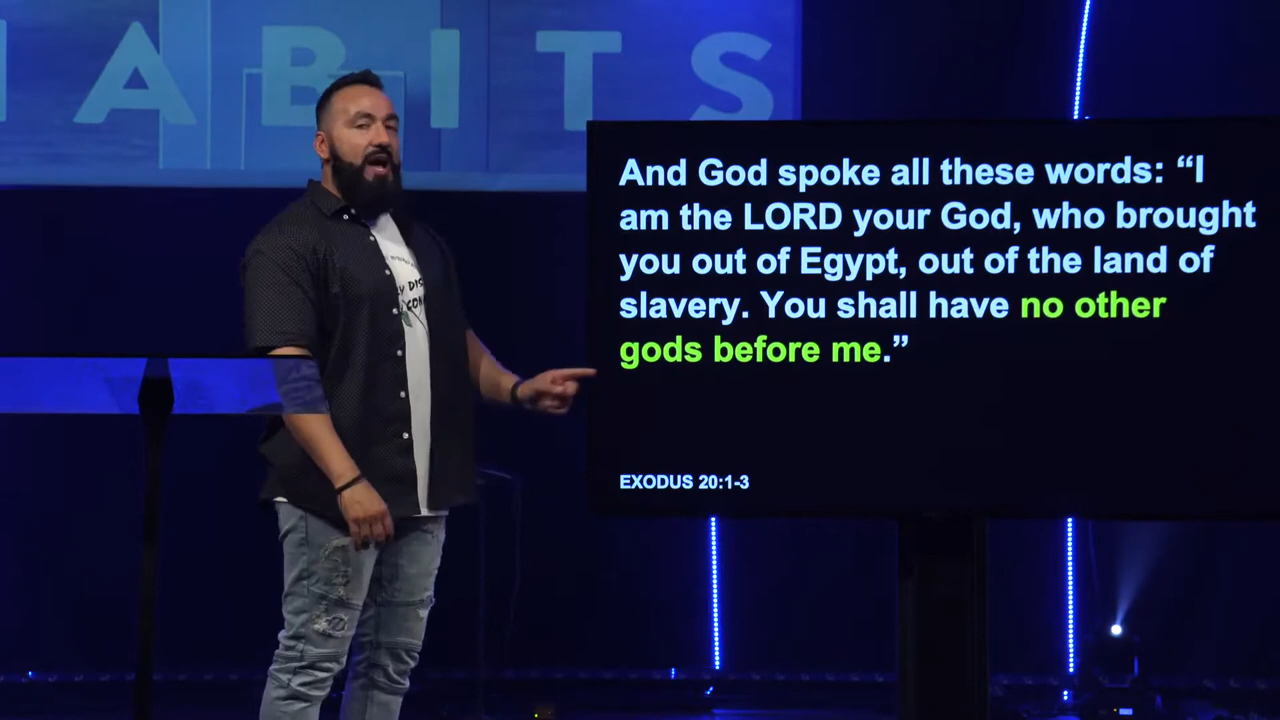 ABITS
And God spoke all these words: “I
am the LORD your God, who brought
you out of Egypt, out of the land of
slavery. You shall have no other
gods before me.”
EXODUS 20:1-3